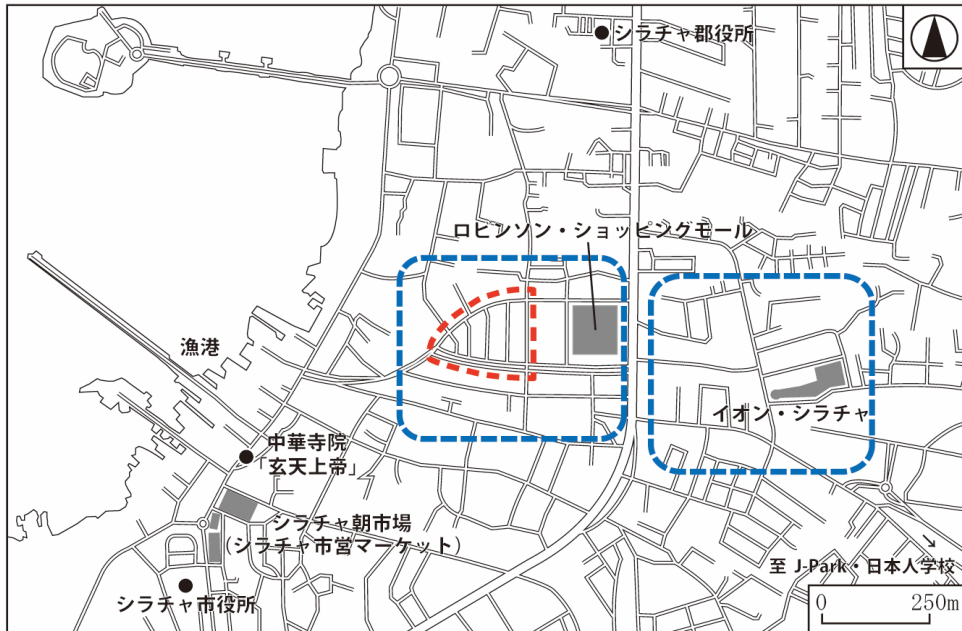 シラチャ郡役所
ロビンソン・ショッピングモール
漁港
イオン・シラチャ
中華寺院
「玄天上帝」
シラチャ朝市場
(シラチャ市営マーケット)
至 J-Park・日本人学校
シラチャ市役所
0 250m